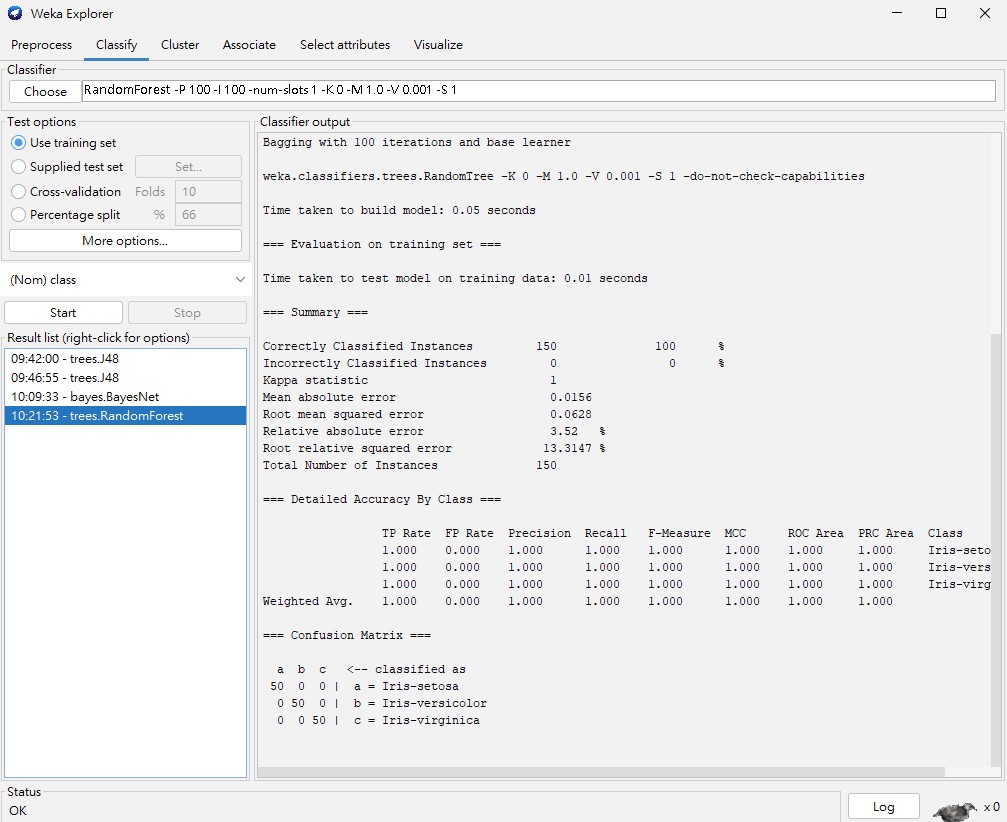 Weka Explorer
Preprocess Classify Cluster Associate Select attributes Visualize
Classifier
Choose RandomForest -P 100 -I 100 -num-slots 1 -K 0 -M 1.0 -V 0.001 -S 1
Test options
Use training set
Supplied test set Set...
Cross-validation Folds 10
Percentage split % 66
More options...
(Nom) class
Start Stop
Result list (right-click for options)
09:42:00 - trees.J48
09:46:55 - trees.J48
10:09:33 - bayes.BayesNet
10:21:53 - trees.RandomForest
Classifier output
Bagging with 100 iterations and base learner
weka.classifiers.trees.RandomTree -K 0 -M 1.0 -V 0.001 -S 1 -do-not-check-capabilities
Time taken to build model: 0.05 seconds
=== Evaluation on training set ===
Time taken to test model on training data: 0.01 seconds
=== Summary ===
Correctly Classified Instances 150 100 %
Incorrectly Classified Instances 0 0 %
Kappa statistic 1
Mean absolute error 0.0156
Root mean squared error 0.0628
Relative absolute error 3.52 %
Root relative squared error 13.3147 %
Total Number of Instances 150
=== Detailed Accuracy By Class ===
TP Rate FP Rate Precision Recall F-Measure MCC ROC Area PRC Area Class
1.000 0.000 1.000 1.000 1.000 1.000 1.000 1.000 Iris-seto
1.000 0.000 1.000 1.000 1.000 1.000 1.000 1.000 Iris-vers
1.000 0.000 1.000 1.000 1.000 1.000 1.000 1.000 Iris-virg
Weighted Avg. 1.000 0.000 1.000 1.000 1.000 1.000 1.000 1.000
=== Confusion Matrix ===
a b c <-- classified as
50 0 0 | a = Iris-setosa
0 50 0 | b = Iris-versicolor
0 0 50 | c = Iris-virginica
Status
OK
Log x 0